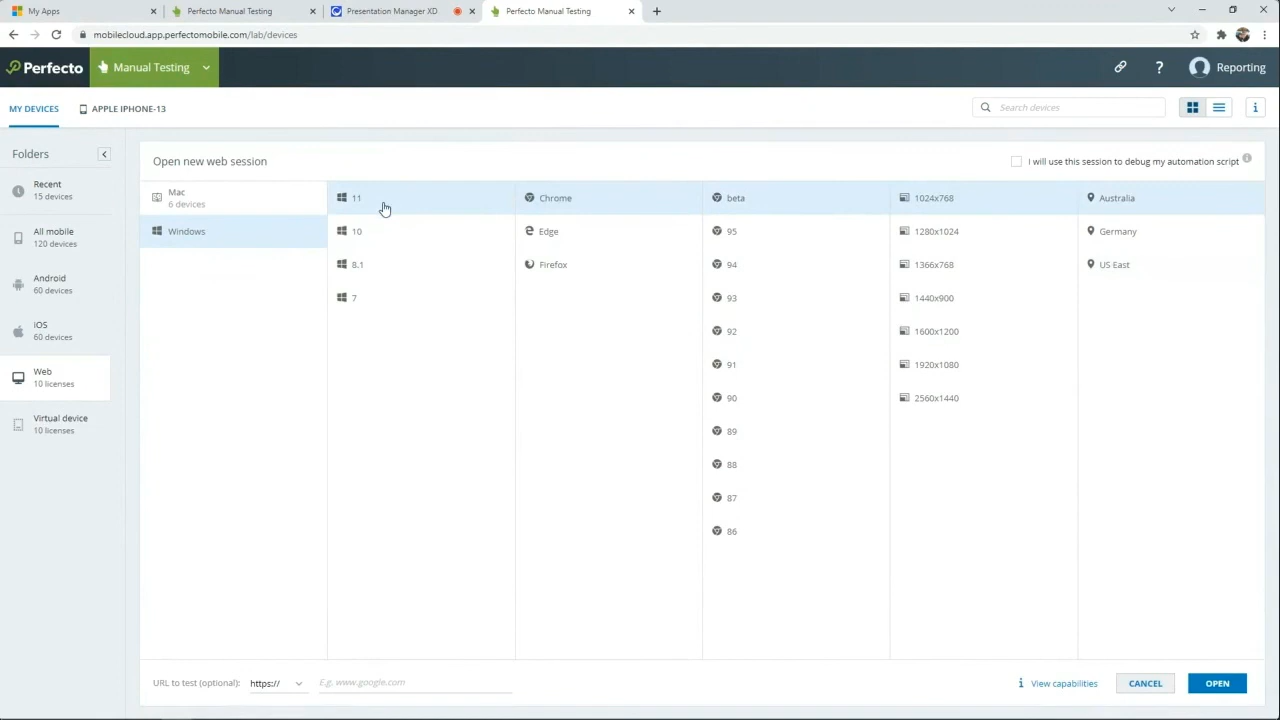 My Apps
Perfecto Manual Testing
Presentation Manager XD
Perfecto Manual Testing
mobilecloud.app.perfectomobile.com/lab/devices
Perfecto
Manual Testing
Reporting
MY DEVICES
APPLE IPHONE-13
Search devices
Folders
Recent
15 devices
All mobile
120 devices
Android
60 devices
iOS
60 devices
Web
10 licenses
Virtual device
10 licenses
Open new web session
I will use this session to debug my automation script
Mac
6 devices
Windows
11
10
8.1
7
Chrome
Edge
Firefox
beta
95
94
93
92
91
90
89
88
87
86
1024x768
1280x1024
1366x768
1440x900
1600x1200
1920x1080
2560x1440
Australia
Germany
US East
URL to test (optional):
https://
E.g. www.google.com
View capabilities
CANCEL
OPEN